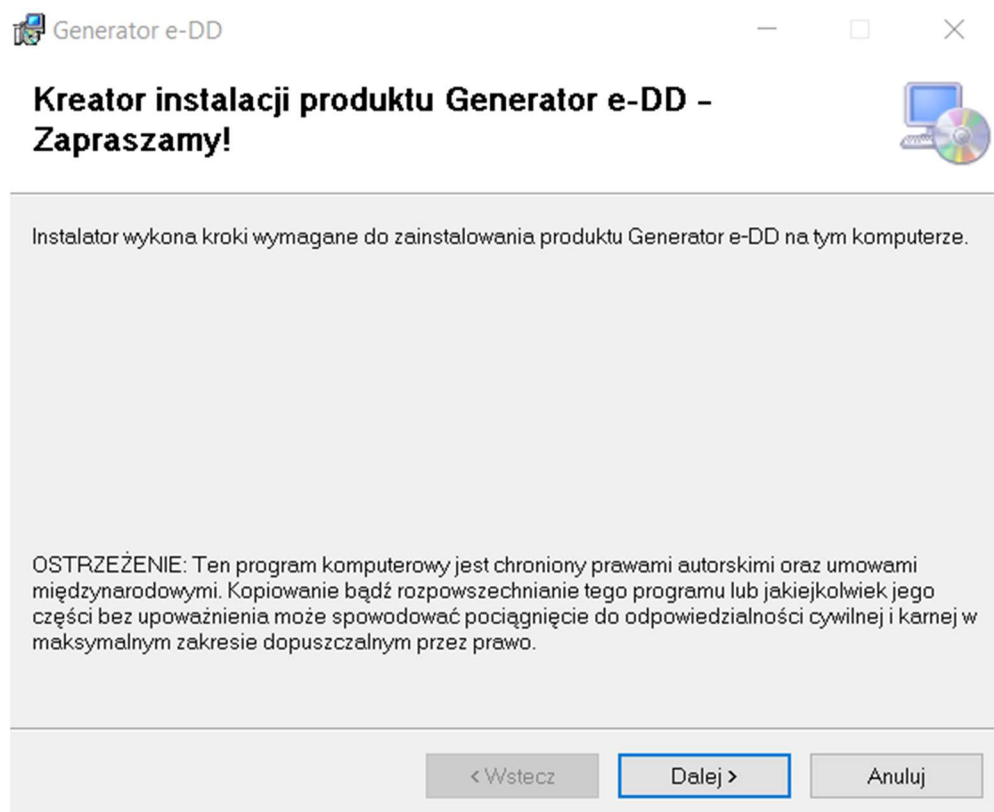 Generator e-DD
Kreator instalacji produktu Generator e-DD -
Zapraszamy!
Instalator wykona kroki wymagane do zainstalowania produktu Generator e-DD na tym komputerze.
OSTRZEŻENIE: Ten program komputerowy jest chroniony prawami autorskimi oraz umowami
międzynarodowymi. Kopiowanie bądź rozpowszechnianie tego programu lub jakiejkolwiek jego
części bez upoważnienia może spowodować pociągnięcie do odpowiedzialności cywilnej i karnej w
maksymalnym zakresie dopuszczalnym przez prawo.
< Wstecz
Dalej >
Anuluj